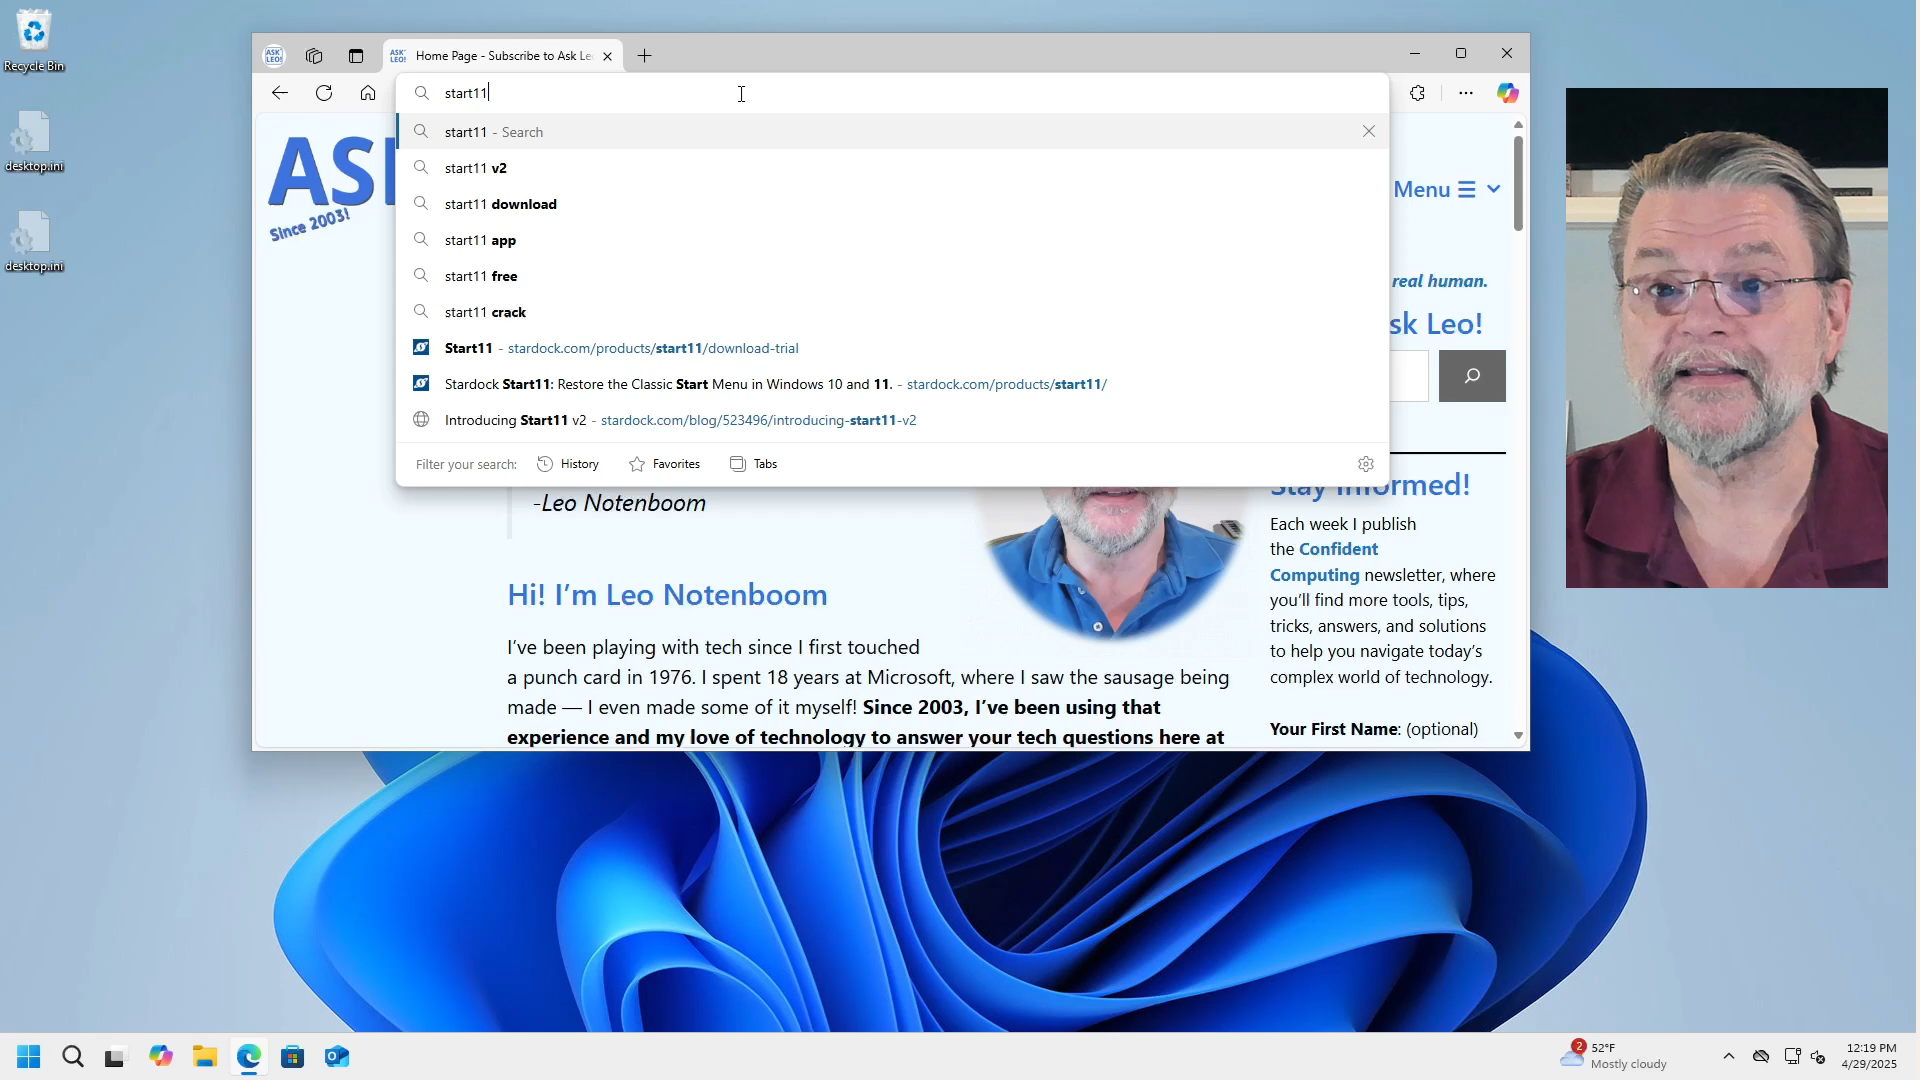 Recycle Bin
desktop.ini
desktop.ini
ASK LEO!
ASK LEO!
Home Page - Subscribe to Ask Le
start11
start11 - Search
start11 v2
start11 download
start11 app
start11 free
start11 crack
Start11 - stardock.com/products/start11/download-trial
Stardock Start11: Restore the Classic Start Menu in Windows 10 and 11. - stardock.com/products/start11/
Introducing Start11 v2 - stardock.com/blog/523496/introducing-start11-v2
Filter your search: History Favorites Tabs
AS
Since 2003!
Menu
real human.
sk Leo!
Stay Informed!
Each week I publish
the Confident
Computing newsletter, where
you'll find more tools, tips,
tricks, answers, and solutions
to help you navigate today's
complex world of technology.
Your First Name: (optional)
-Leo Notenboom
Hi! I'm Leo Notenboom
I've been playing with tech since I first touched
a punch card in 1976. I spent 18 years at Microsoft, where I saw the sausage being
made — I even made some of it myself! Since 2003, I've been using that
experience and my love of technology to answer your tech questions here at
2
52°F
Mostly cloudy
12:19 PM
4/29/2025